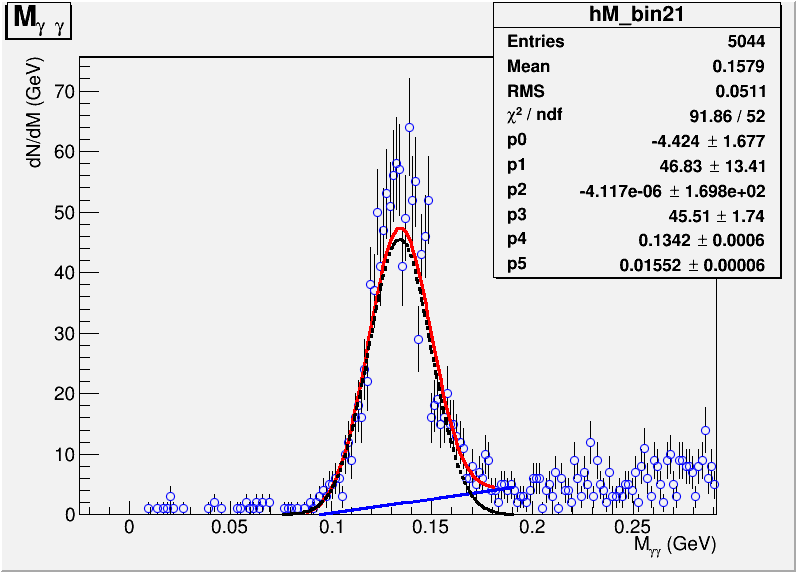 M γ γ
hM_bin21
Entries 5044
Mean 0.1579
RMS 0.0511
χ² / ndf 91.86 / 52
p0 -4.424 ± 1.677
p1 46.83 ± 13.41
p2 -4.117e-06 ± 1.698e+02
p3 45.51 ± 1.74
p4 0.1342 ± 0.0006
p5 0.01552 ± 0.00006
dN/dM (GeV)
70
60
50
40
30
20
10
0
0 0.05 0.1 0.15 0.2 0.25
Mγγ (GeV)